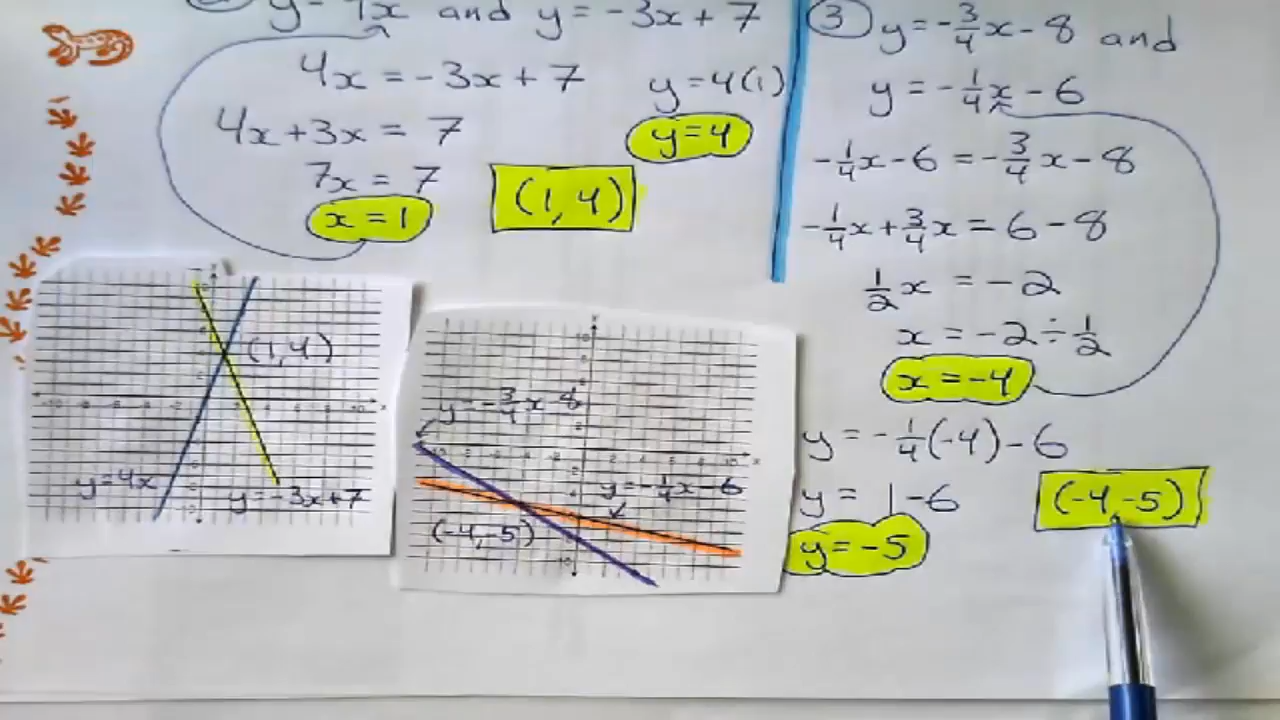 y = 4x and y = -3x + 7
4x = -3x + 7
4x + 3x = 7
7x = 7
x = 1
y = 4(1)
y = 4
(1, 4)
③ y = -3/4x - 8 and
y = -1/4x - 6
-1/4x - 6 = -3/4x - 8
-1/4x + 3/4x = 6 - 8
1/2x = -2
x = -2 ÷ 1/2
x = -4
y = -1/4(-4) - 6
y = 1 - 6
y = -5
(-4, -5)
(1, 4)
y = 4x
y = -3x + 7
y = -3/4x - 8
y = -1/4x - 6
(-4, -5)